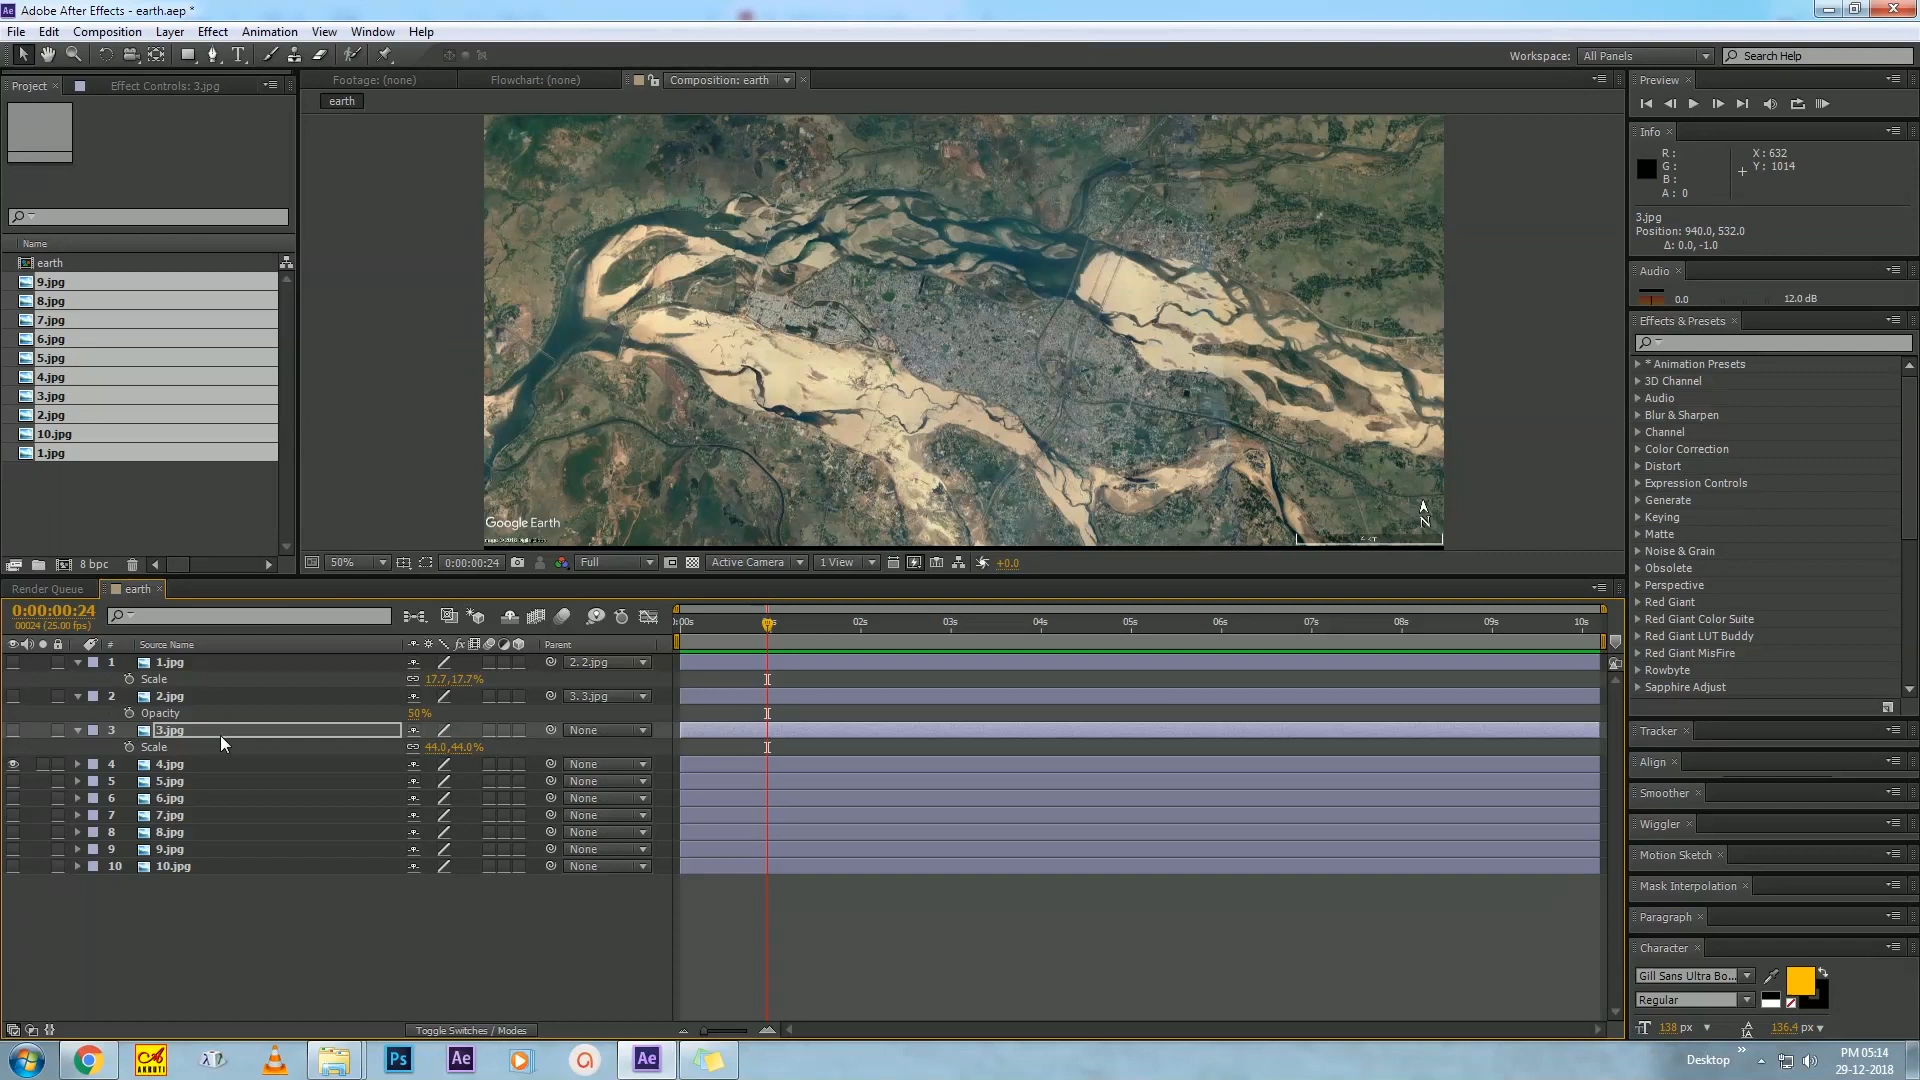 Adobe After Effects - earth.aep *
File Edit Composition Layer Effect Animation View Window Help
Workspace: All Panels Search Help
Project × Effect Controls: 3.jpg
Footage: (none) Flowchart: (none) Composition: earth ×
earth
Name
earth
9.jpg
8.jpg
7.jpg
6.jpg
5.jpg
4.jpg
3.jpg
2.jpg
10.jpg
1.jpg
8 bpc
Google Earth
N
50% 0:00:00:24 Full Active Camera 1 View +0.0
Preview ×
Info ×
R :
G :
B :
A : 0
X : 632
Y : 1014
3.jpg
Position: 940.0, 532.0
Δ: 0.0, -1.0
Audio ×
0.0 12.0 dB
Effects & Presets ×
* Animation Presets
3D Channel
Audio
Blur & Sharpen
Channel
Color Correction
Distort
Expression Controls
Generate
Keying
Matte
Noise & Grain
Obsolete
Perspective
Red Giant
Red Giant Color Suite
Red Giant LUT Buddy
Red Giant MisFire
Rowbyte
Sapphire Adjust
Tracker ×
Align ×
Smoother ×
Wiggler ×
Motion Sketch ×
Mask Interpolation ×
Paragraph ×
Character ×
Gill Sans Ultra Bo...
Regular
138 px 136.4 px
Render Queue earth ×
0:00:00:24
00024 (25.00 fps)
02s 03s 04s 05s 06s 07s 08s 09s 10s
# Source Name Parent
1 1.jpg 2. 2.jpg
Scale 17.7,17.7%
2 2.jpg 3. 3.jpg
Opacity 50%
3 3.jpg None
Scale 44.0,44.0%
4 4.jpg None
5 5.jpg None
6 6.jpg None
7 7.jpg None
8 8.jpg None
9 9.jpg None
10 10.jpg None
Toggle Switches / Modes
AKRUTI
Ps Ae Ae
Desktop
PM 05:14
29-12-2018